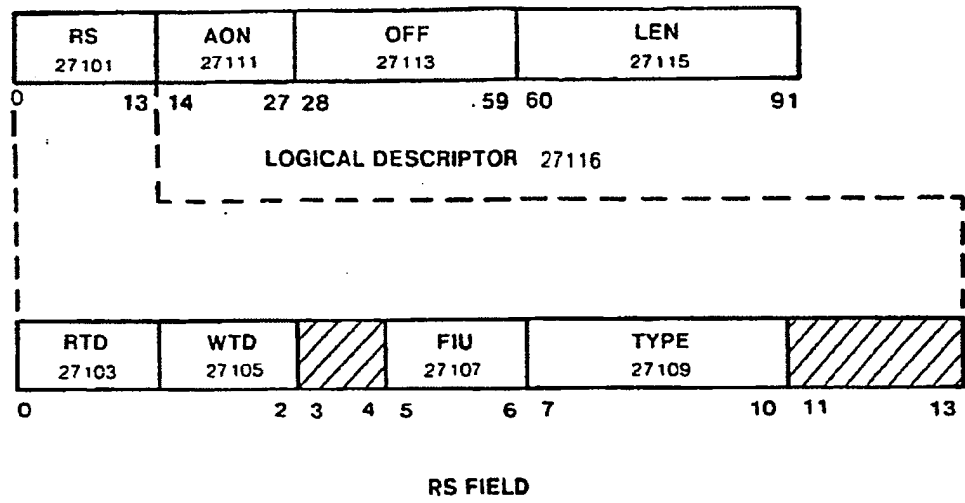 RS AON OFF LEN
27101 27111 27113 27115
0 13 14 27 28 59 60 91
LOGICAL DESCRIPTOR 27116
RTD WTD FIU TYPE
27103 27105 27107 27109
0 2 3 4 5 6 7 10 11 13
RS FIELD